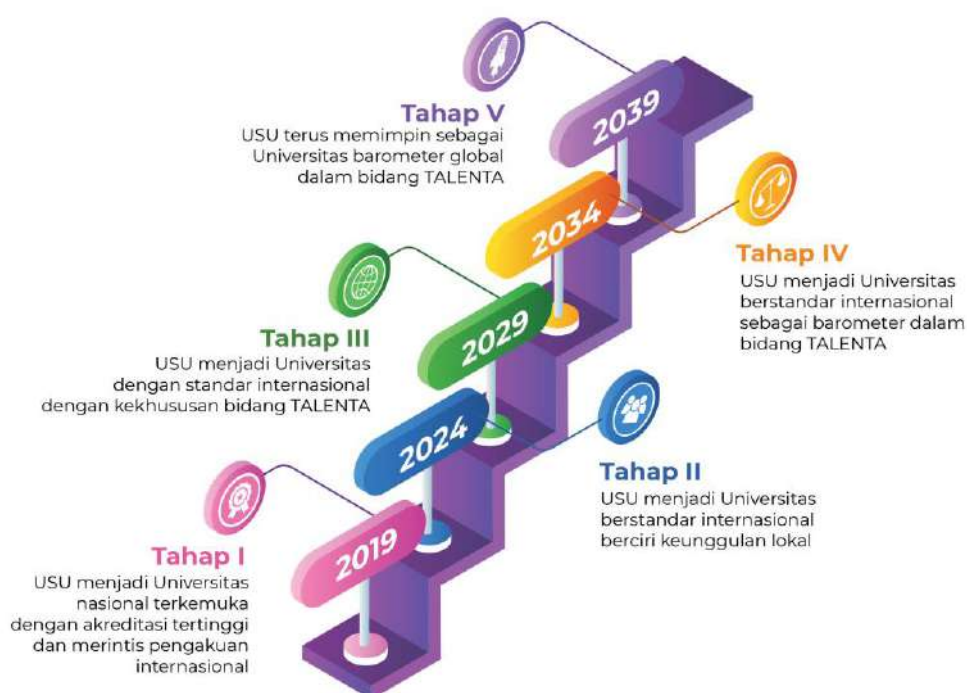 Tahap V
USU terus memimpin sebagai
Universitas barometer global
dalam bidang TALENTA
2039
2034
Tahap IV
USU menjadi Universitas
berstandar internasional
sebagai barometer dalam
bidang TALENTA
Tahap III
USU menjadi Universitas
dengan standar internasional
dengan kekhususan bidang TALENTA
2029
2024
Tahap II
USU menjadi Universitas
berstandar internasional
berciri keunggulan lokal
Tahap I
USU menjadi Universitas
nasional terkemuka
dengan akreditasi tertinggi
dan merintis pengakuan
internasional
2019